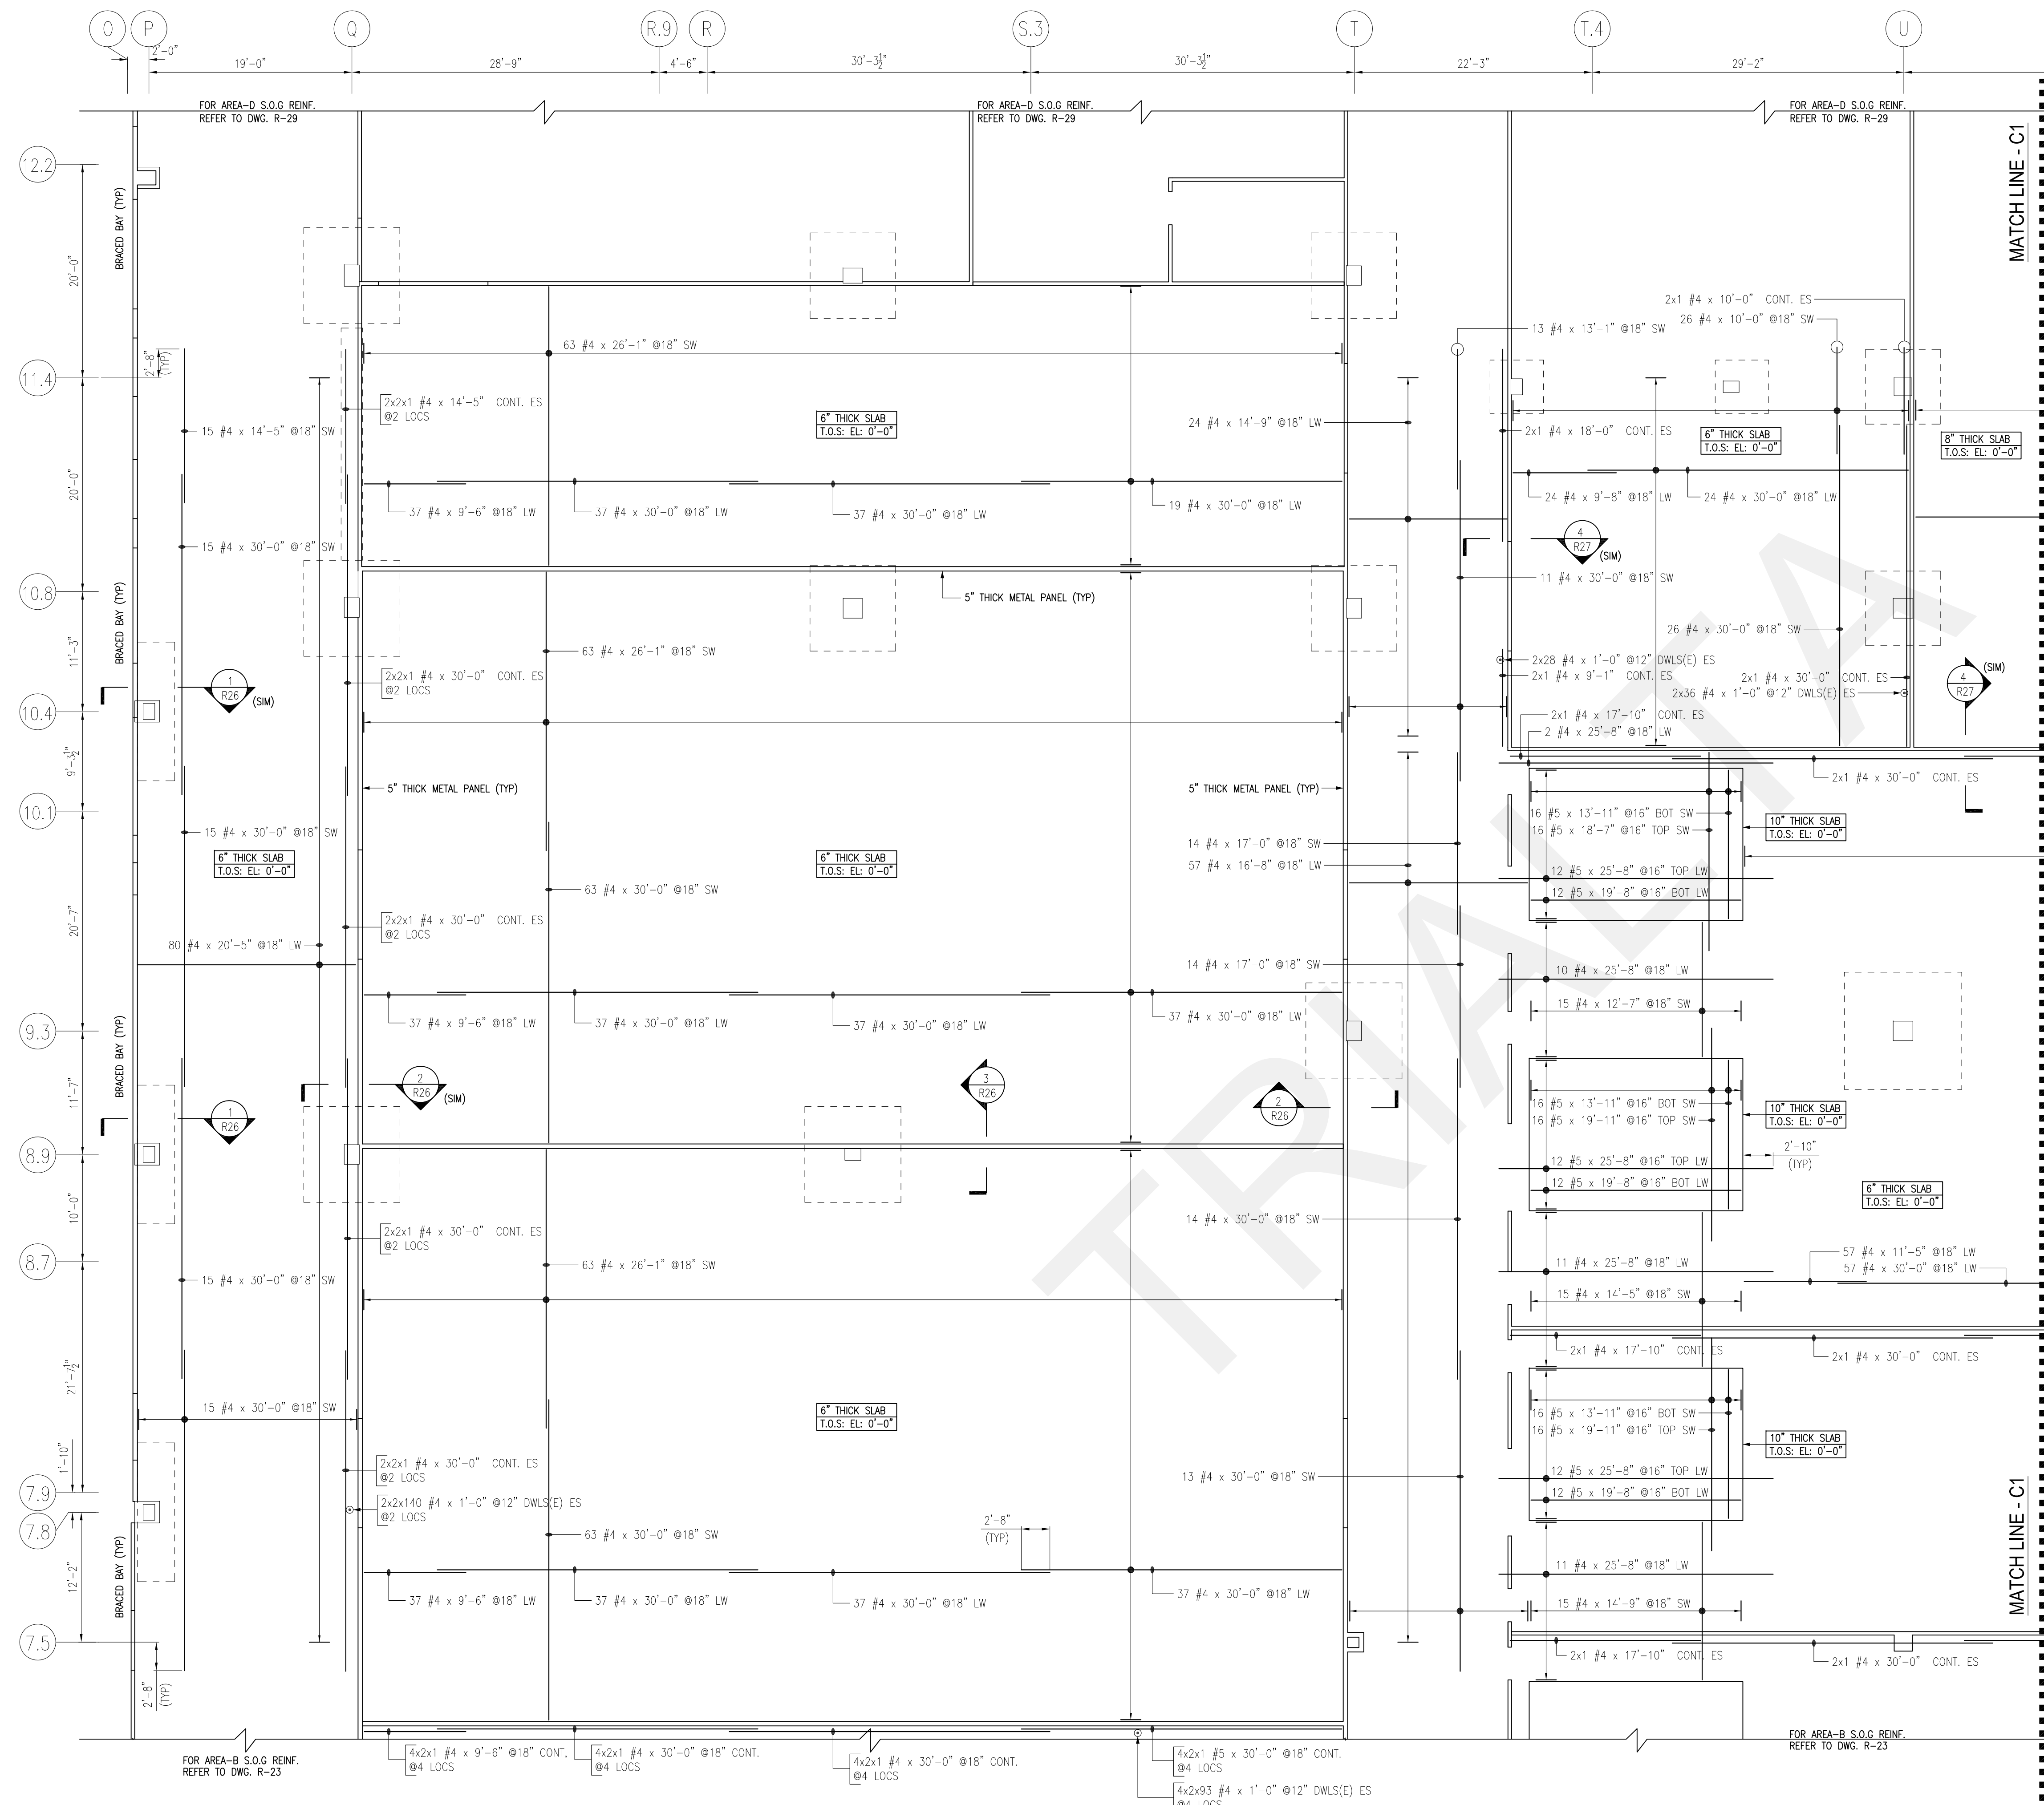 O P Q R.9 R S.3 T T.4 U
2'-0"
19'-0" 28'-9" 4'-6" 30'-3½" 30'-3½" 22'-3" 29'-2"
FOR AREA-D S.O.G REINF.
REFER TO DWG. R-29
FOR AREA-D S.O.G REINF.
REFER TO DWG. R-29
FOR AREA-D S.O.G REINF.
REFER TO DWG. R-29
MATCH LINE - C1
12.2
BRACED BAY (TYP)
20'-0"
2x1 #4 x 10'-0" CONT. ES
26 #4 x 10'-0" @18" SW
13 #4 x 13'-1" @18" SW
63 #4 x 26'-1" @18" SW
2'-8"
(TYP)
11.4
2x2x1 #4 x 14'-5" CONT. ES
@2 LOCS
6" THICK SLAB
T.O.S: EL: 0'-0"
24 #4 x 14'-9" @18" LW
15 #4 x 14'-5" @18" SW
2x1 #4 x 18'-0" CONT. ES
6" THICK SLAB
T.O.S: EL: 0'-0"
8" THICK SLAB
T.O.S: EL: 0'-0"
20'-0"
24 #4 x 9'-8" @18" LW
24 #4 x 30'-0" @18" LW
37 #4 x 9'-6" @18" LW
37 #4 x 30'-0" @18" LW
37 #4 x 30'-0" @18" LW
19 #4 x 30'-0" @18" LW
15 #4 x 30'-0" @18" SW
4
R27
(SIM)
11 #4 x 30'-0" @18" SW
10.8
BRACED BAY (TYP)
5" THICK METAL PANEL (TYP)
11'-3"
26 #4 x 30'-0" @18" SW
63 #4 x 26'-1" @18" SW
2x28 #4 x 1'-0" @12" DWLS(E) ES
2x1 #4 x 9'-1" CONT. ES
2x1 #4 x 30'-0" CONT. ES
2x36 #4 x 1'-0" @12" DWLS(E) ES
4
R27
(SIM)
2x2x1 #4 x 30'-0" CONT. ES
@2 LOCS
1
R26
(SIM)
10.4
2x1 #4 x 17'-10" CONT. ES
2 #4 x 25'-8" @18" LW
9'-3½"
2x1 #4 x 30'-0" CONT. ES
5" THICK METAL PANEL (TYP)
5" THICK METAL PANEL (TYP)
10.1
16 #5 x 13'-11" @16" BOT SW
16 #5 x 18'-7" @16" TOP SW
10" THICK SLAB
T.O.S: EL: 0'-0"
15 #4 x 30'-0" @18" SW
14 #4 x 17'-0" @18" SW
57 #4 x 16'-8" @18" LW
6" THICK SLAB
T.O.S: EL: 0'-0"
6" THICK SLAB
T.O.S: EL: 0'-0"
12 #5 x 25'-8" @16" TOP LW
12 #5 x 19'-8" @16" BOT LW
63 #4 x 30'-0" @18" SW
20'-7"
2x2x1 #4 x 30'-0" CONT. ES
@2 LOCS
80 #4 x 20'-5" @18" LW
14 #4 x 17'-0" @18" SW
10 #4 x 25'-8" @18" LW
15 #4 x 12'-7" @18" SW
37 #4 x 9'-6" @18" LW
37 #4 x 30'-0" @18" LW
37 #4 x 30'-0" @18" LW
37 #4 x 30'-0" @18" LW
9.3
BRACED BAY (TYP)
2
R26
(SIM)
3
R26
2
R26
1
R26
11'-7"
16 #5 x 13'-11" @16" BOT SW
16 #5 x 19'-11" @16" TOP SW
10" THICK SLAB
T.O.S: EL: 0'-0"
8.9
2'-10"
(TYP)
12 #5 x 25'-8" @16" TOP LW
12 #5 x 19'-8" @16" BOT LW
6" THICK SLAB
T.O.S: EL: 0'-0"
10'-0"
2x2x1 #4 x 30'-0" CONT. ES
@2 LOCS
14 #4 x 30'-0" @18" SW
8.7
63 #4 x 26'-1" @18" SW
15 #4 x 30'-0" @18" SW
11 #4 x 25'-8" @18" LW
15 #4 x 14'-5" @18" SW
57 #4 x 11'-5" @18" LW
57 #4 x 30'-0" @18" LW
21'-7½"
2x1 #4 x 17'-10" CONT. ES
2x1 #4 x 30'-0" CONT. ES
15 #4 x 30'-0" @18" SW
6" THICK SLAB
T.O.S: EL: 0'-0"
16 #5 x 13'-11" @16" BOT SW
16 #5 x 19'-11" @16" TOP SW
10" THICK SLAB
T.O.S: EL: 0'-0"
1'-10"
2x2x1 #4 x 30'-0" CONT. ES
@2 LOCS
13 #4 x 30'-0" @18" SW
12 #5 x 25'-8" @16" TOP LW
12 #5 x 19'-8" @16" BOT LW
7.9
2x2x140 #4 x 1'-0" @12" DWLS(E) ES
@2 LOCS
7.8
63 #4 x 30'-0" @18" SW
2'-8"
(TYP)
BRACED BAY (TYP)
12'-2"
11 #4 x 25'-8" @18" LW
15 #4 x 14'-9" @18" SW
37 #4 x 9'-6" @18" LW
37 #4 x 30'-0" @18" LW
37 #4 x 30'-0" @18" LW
37 #4 x 30'-0" @18" LW
MATCH LINE - C1
7.5
2'-8"
(TYP)
2x1 #4 x 17'-10" CONT. ES
2x1 #4 x 30'-0" CONT. ES
FOR AREA-B S.O.G REINF.
REFER TO DWG. R-23
FOR AREA-B S.O.G REINF.
REFER TO DWG. R-23
4x2x1 #4 x 9'-6" @18" CONT,
@4 LOCS
4x2x1 #4 x 30'-0" @18" CONT.
@4 LOCS
4x2x1 #4 x 30'-0" @18" CONT.
@4 LOCS
4x2x1 #5 x 30'-0" @18" CONT.
@4 LOCS
4x2x93 #4 x 1'-0" @12" DWLS(E) ES
@4 LOCS
TRIALTA